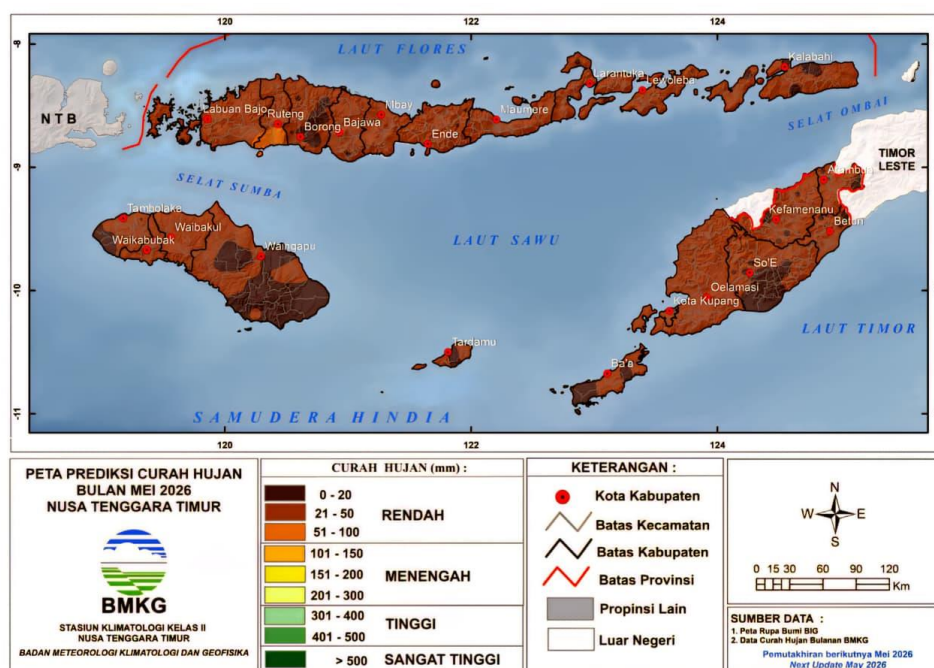 120
122
124
-8
-9
-10
-11
LAUT FLORES
Kalabahi
Larantuka
Lewoleba
NTB
Labuan Bajo
Ruteng
Mbay
Maumere
Borong
Bajawa
Ende
SELAT OMBAI
TIMOR
LESTE
Atambua
SELAT SUMBA
Tambolaka
Waibakul
Waikabubak
Waingapu
LAUT SAWU
Kefamenanu
Betun
So'E
Oelamasi
Kota Kupang
LAUT TIMOR
Tardamu
Ba'a
SAMUDERA HINDIA
120
122
124
PETA PREDIKSI CURAH HUJAN
BULAN MEI 2026
NUSA TENGGARA TIMUR
BMKG
STASIUN KLIMATOLOGI KELAS II
NUSA TENGGARA TIMUR
BADAN METEOROLOGI KLIMATOLOGI DAN GEOFISIKA
CURAH HUJAN (mm) :
0 - 20
21 - 50
51 - 100
RENDAH
101 - 150
151 - 200
201 - 300
MENENGAH
301 - 400
401 - 500
TINGGI
> 500
SANGAT TINGGI
KETERANGAN :
Kota Kabupaten
Batas Kecamatan
Batas Kabupaten
Batas Provinsi
Propinsi Lain
Luar Negeri
N
W E
S
0 15 30 60 90 120
Km
SUMBER DATA :
1. Peta Rupa Bumi BIG
2. Data Curah Hujan Bulanan BMKG
Pemutakhiran berikutnya Mei 2026
Next Update May 2026